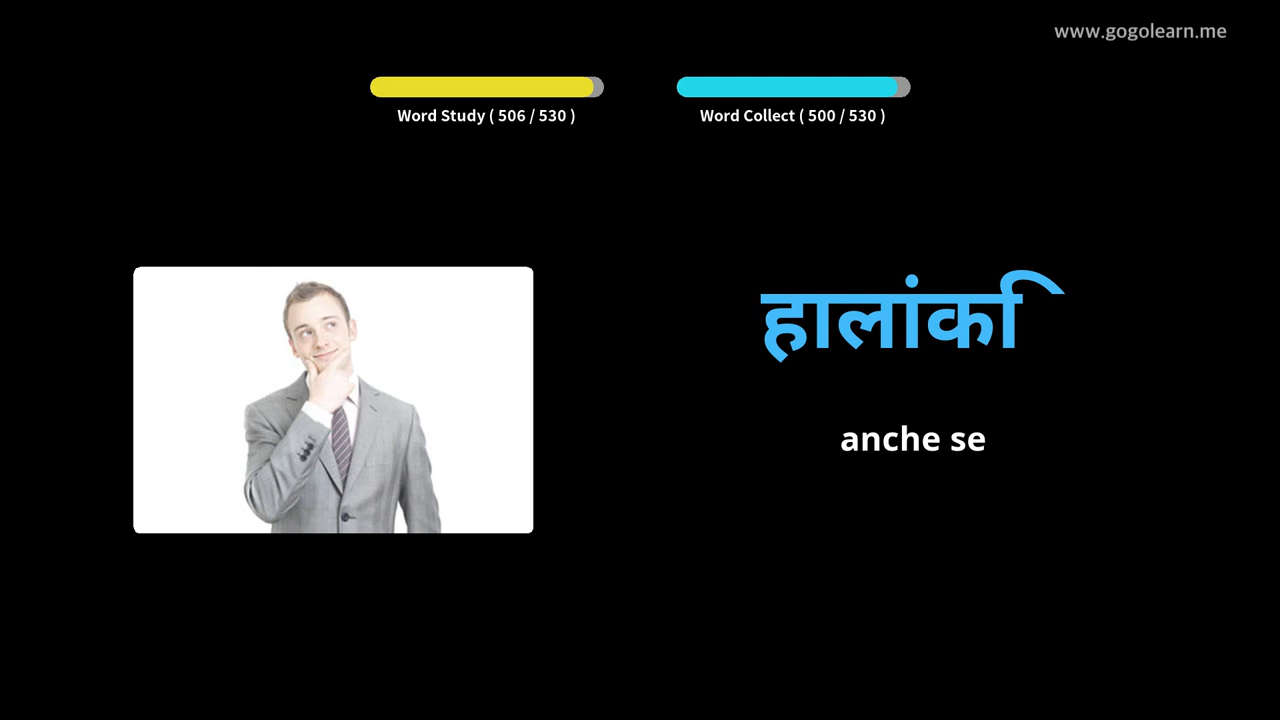 www.gogolearn.me
Word Study ( 506 / 530 )
Word Collect ( 500 / 530 )
हालांकि
anche se